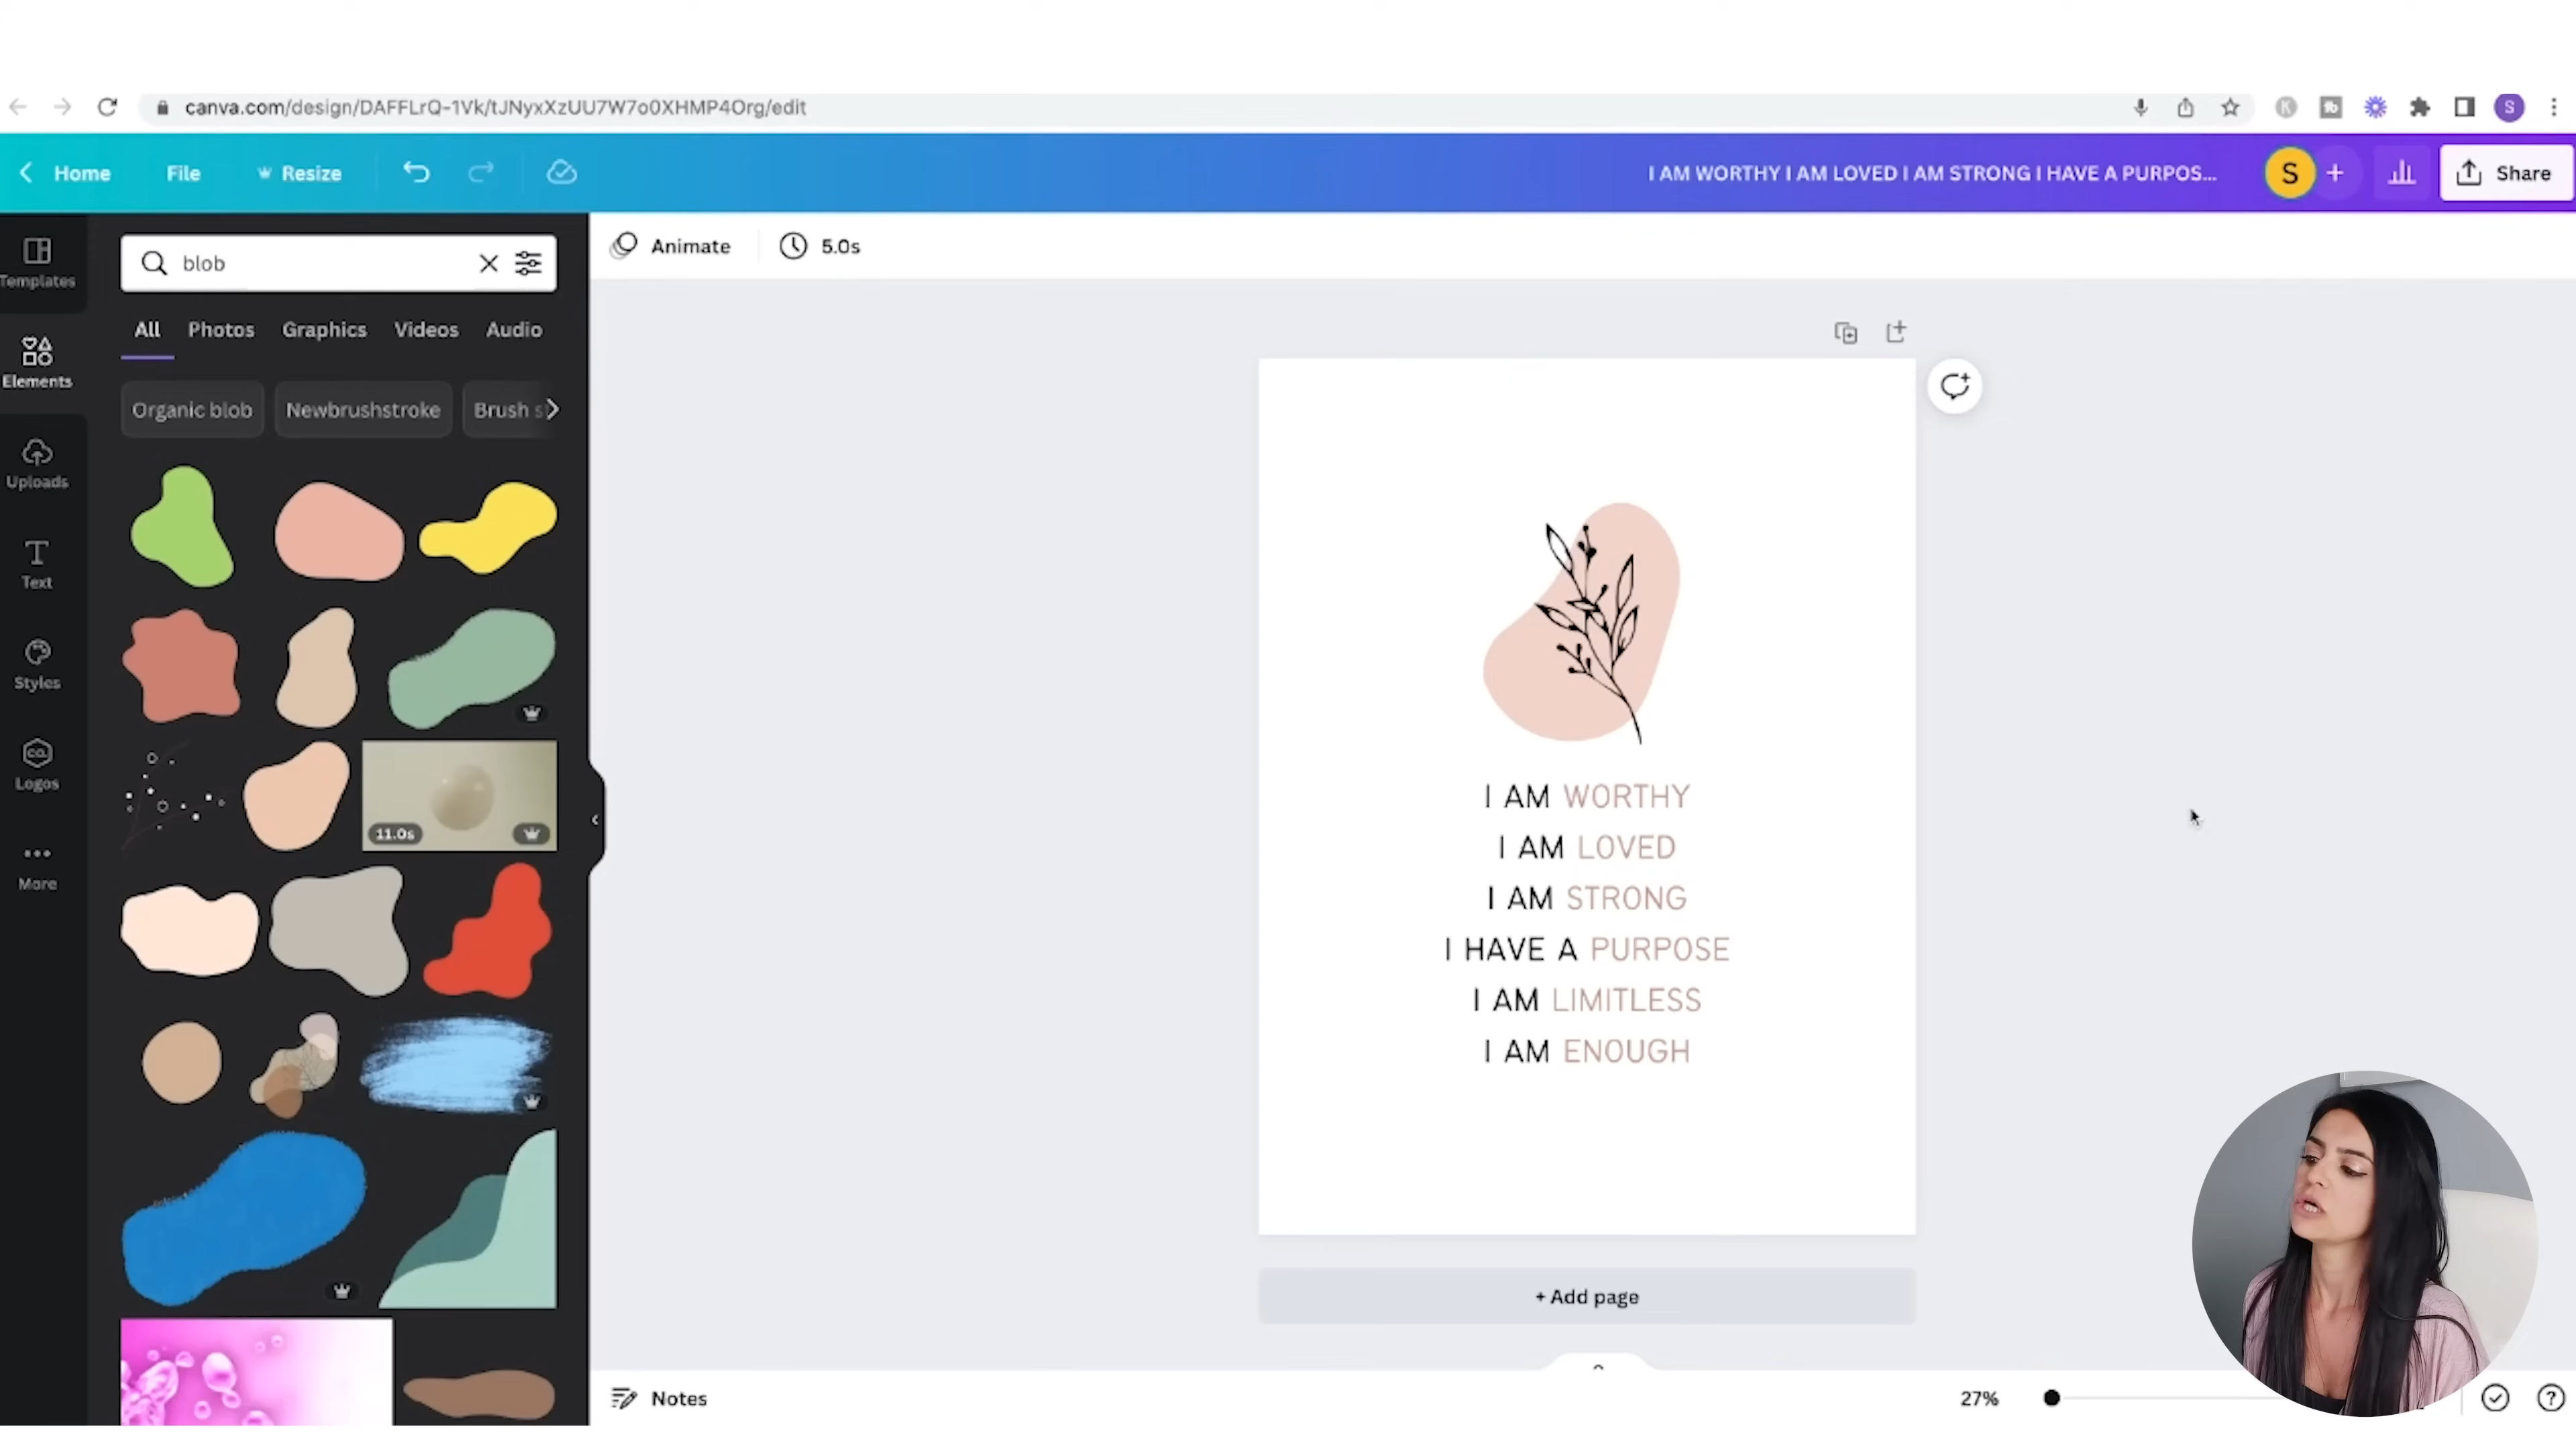 canva.com/design/DAFFLrQ-1Vk/tJNyxXzUU7W7o0XHMP4Org/edit
S
Home File Resize I AM WORTHY I AM LOVED I AM STRONG I HAVE A PURPOS... S + Share
Templates
Elements
Uploads
Text
Styles
CO.
Logos
More
blob
All Photos Graphics Videos Audio
Organic blob Newbrushstroke Brush s
11.0s
Animate 5.0s
I AM WORTHY
I AM LOVED
I AM STRONG
I HAVE A PURPOSE
I AM LIMITLESS
I AM ENOUGH
+ Add page
Notes 27% ?